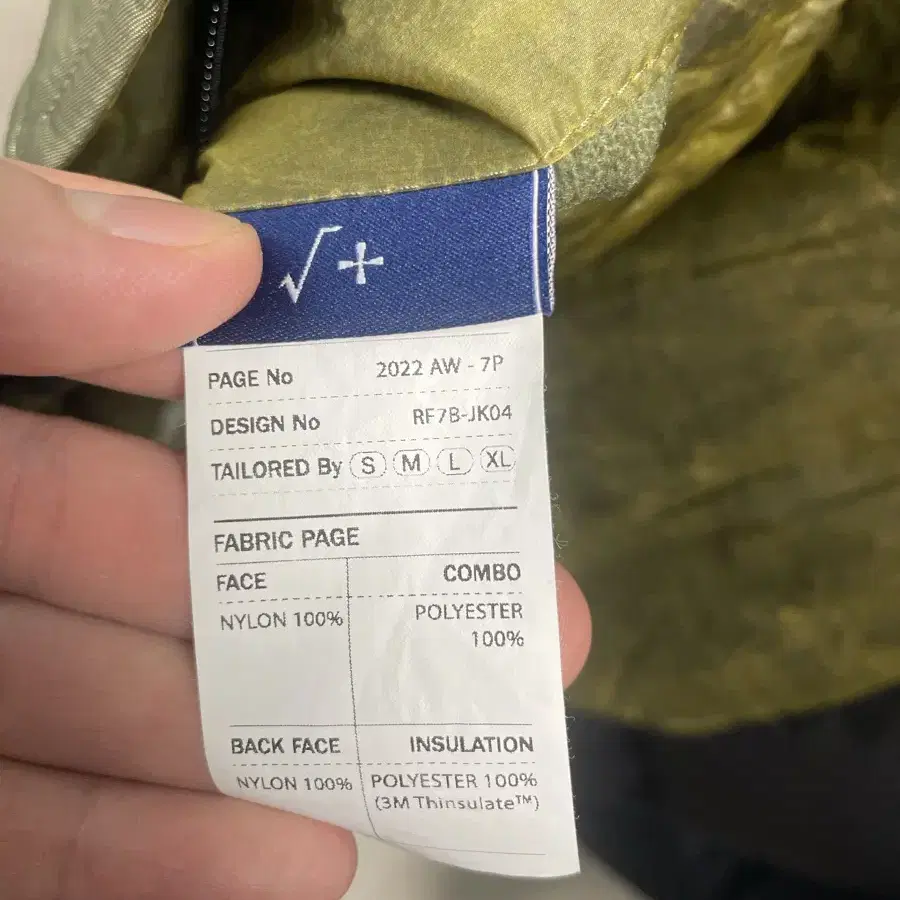 √+
PAGE No 2022 AW - 7P
DESIGN No RF7B-JK04
TAILORED By S M L XL
FABRIC PAGE
FACE COMBO
NYLON 100% POLYESTER
100%
BACK FACE INSULATION
NYLON 100% POLYESTER 100%
(3M Thinsulate™)